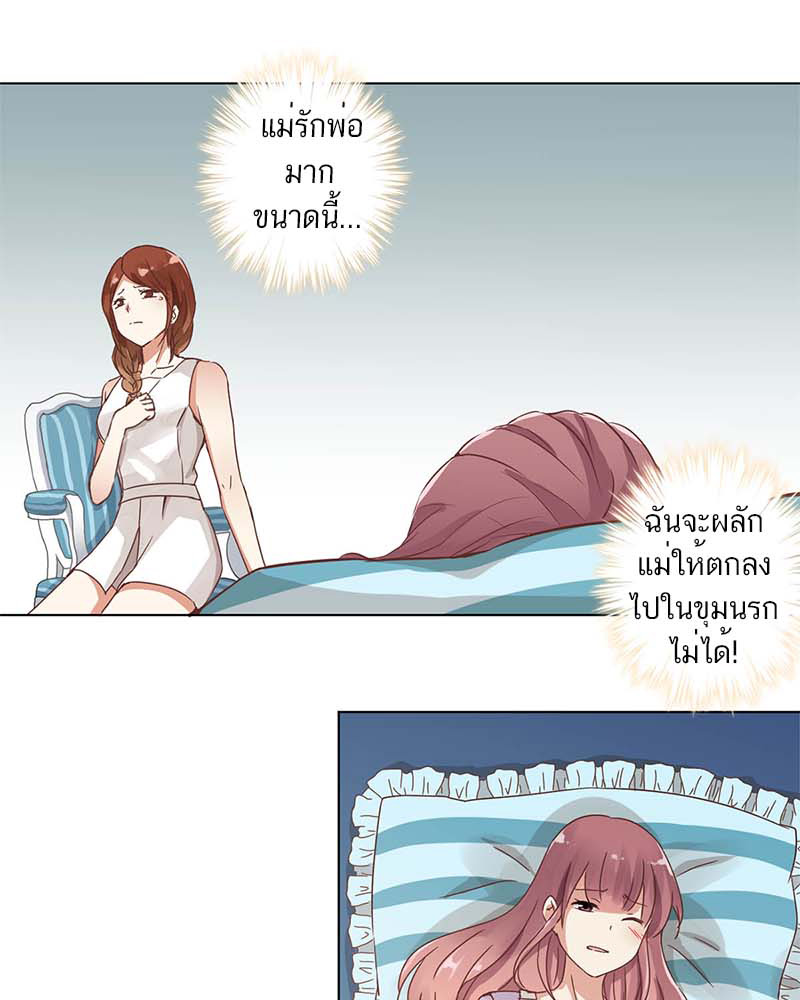 แม่รักพ่อ
มาก
ขนาดนี้...
ฉันจะผลัก
แม่ให้ตกลง
ไปในขุมนรก
ไม่ได้!